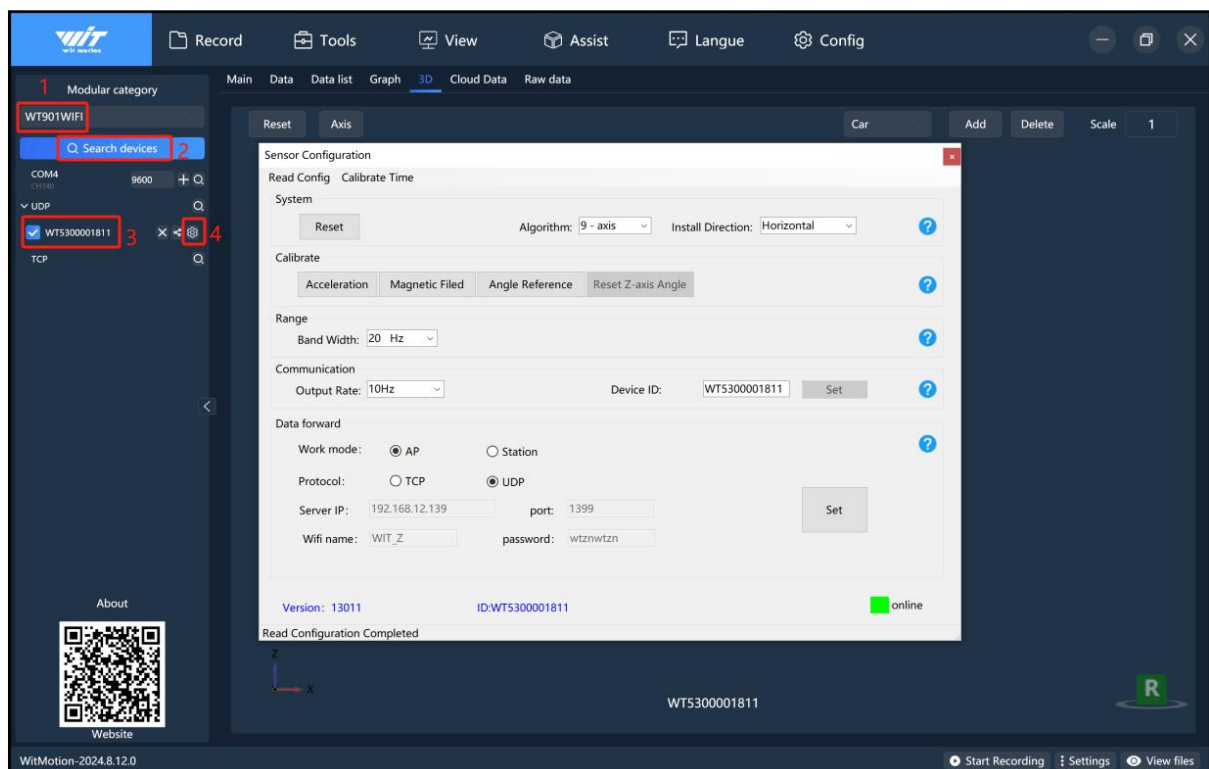 WIT
wit motion
Record
Tools
View
Assist
Langue
Config
1
Modular category
WT901WIFI
Search devices
2
COM4
CH340
9600
UDP
WT5300001811
3
4
TCP
Main
Data
Data list
Graph
3D
Cloud Data
Raw data
Reset
Axis
Car
Add
Delete
Scale
1
Sensor Configuration
Read Config
Calibrate Time
System
Reset
Algorithm:
9 - axis
Install Direction:
Horizontal
?
Calibrate
Acceleration
Magnetic Filed
Angle Reference
Reset Z-axis Angle
?
Range
Band Width:
20 Hz
?
Communication
Output Rate:
10Hz
Device ID:
WT5300001811
Set
?
Data forward
Work mode:
AP
Station
?
Protocol:
TCP
UDP
Server IP:
192.168.12.139
port:
1399
Set
Wifi name:
WIT_Z
password:
wtznwtzn
Version: 13011
ID:WT5300001811
online
Read Configuration Completed
Z
X
WT5300001811
R
About
Website
WitMotion-2024.8.12.0
Start Recording
Settings
View files